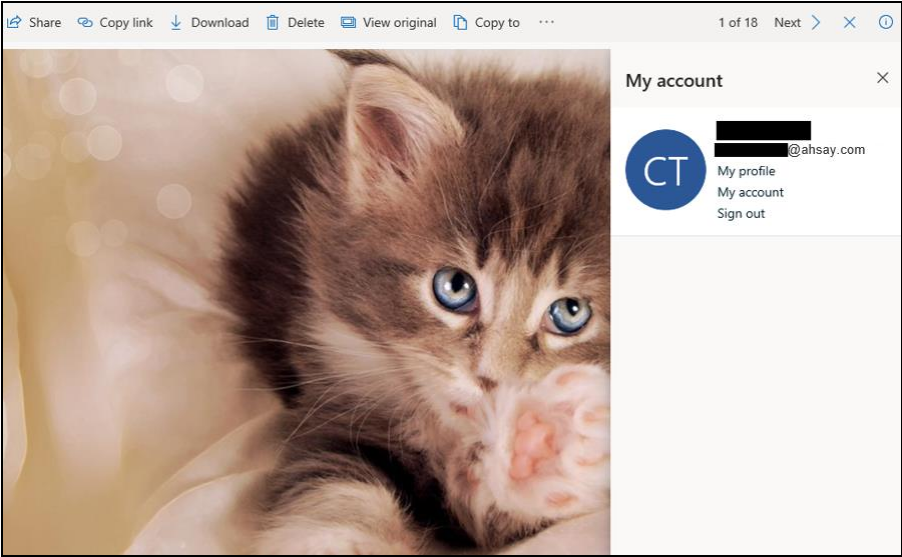 Share Copy link Download Delete View original Copy to ··· 1 of 18 Next
My account
@ahsay.com
CT
My profile
My account
Sign out